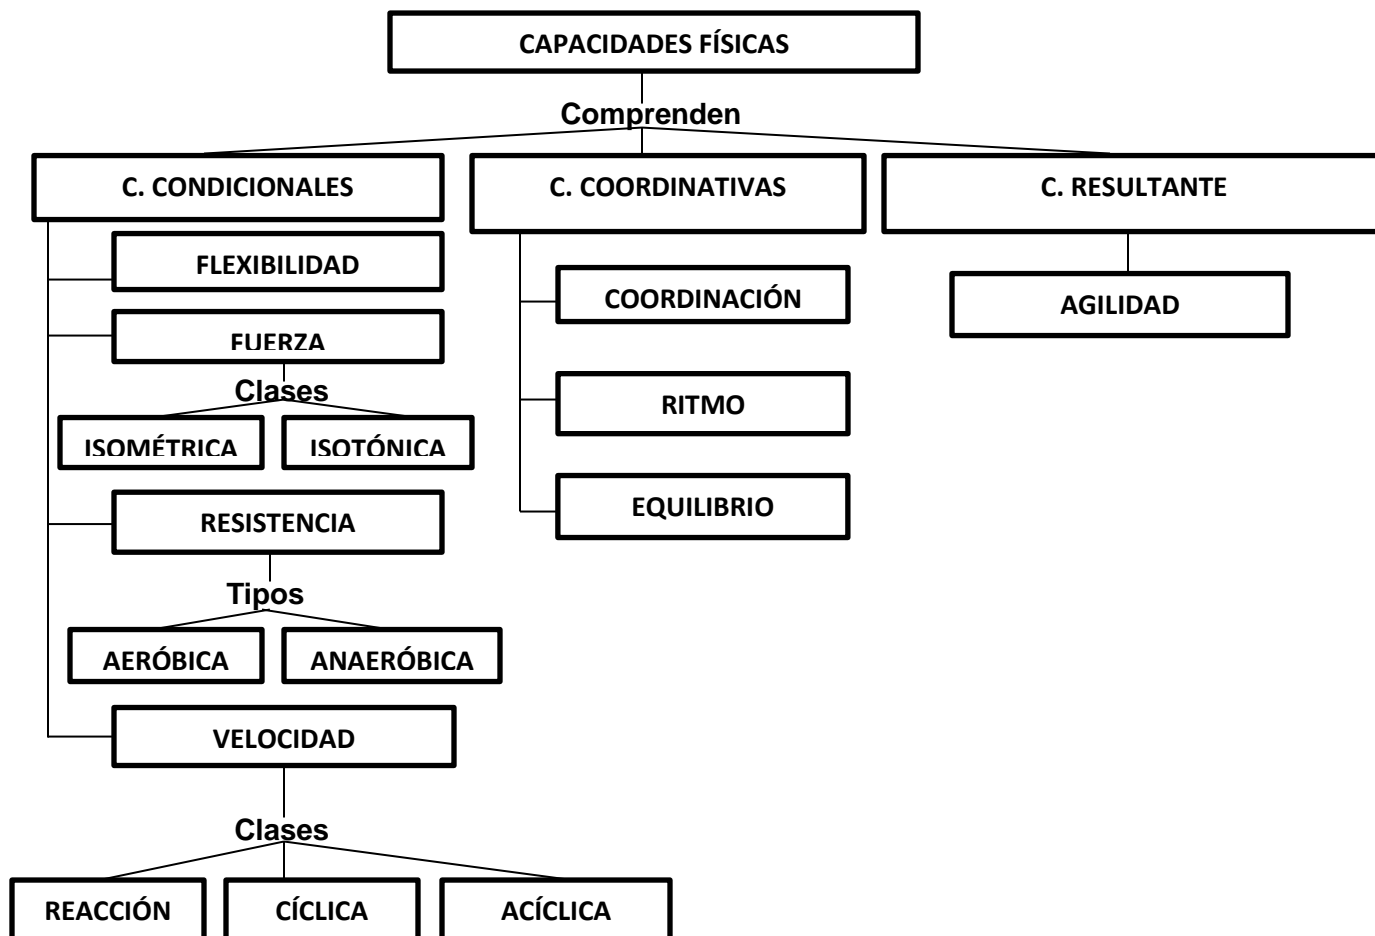 CAPACIDADES FÍSICAS
Comprenden
C. CONDICIONALES
C. COORDINATIVAS
C. RESULTANTE
FLEXIBILIDAD
FUERZA
Clases
ISOMÉTRICA
ISOTÓNICA
RESISTENCIA
Tipos
AERÓBICA
ANAERÓBICA
VELOCIDAD
Clases
REACCIÓN
CÍCLICA
ACÍCLICA
COORDINACIÓN
RITMO
EQUILIBRIO
AGILIDAD